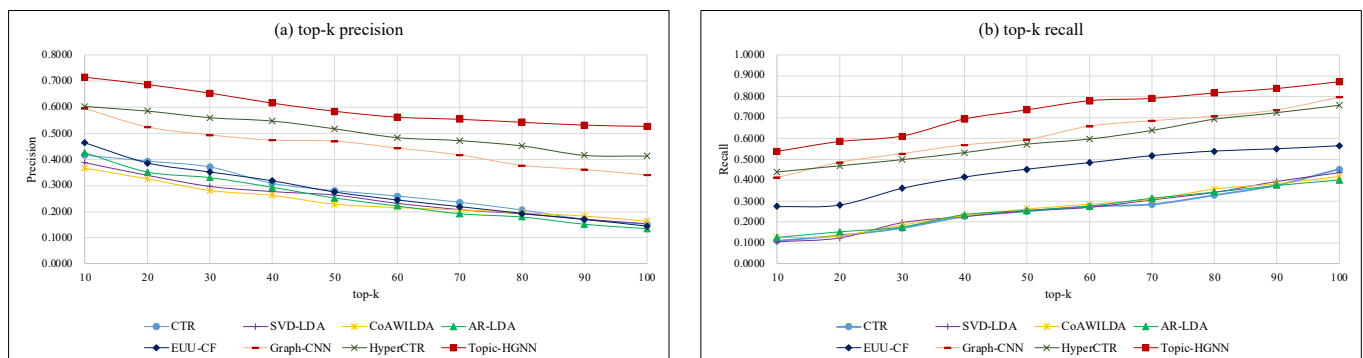 (a) top-k precision
0.8000
0.7000
0.6000
0.5000
0.4000
0.3000
0.2000
0.1000
0.0000
Precision
10 20 30 40 50 60 70 80 90 100
top-k
CTR SVD-LDA CoAWILDA AR-LDA
EUU-CF Graph-CNN HyperCTR Topic-HGNN
(b) top-k recall
1.0000
0.9000
0.8000
0.7000
0.6000
0.5000
0.4000
0.3000
0.2000
0.1000
0.0000
Recall
10 20 30 40 50 60 70 80 90 100
top-k
CTR SVD-LDA CoAWILDA AR-LDA
EUU-CF Graph-CNN HyperCTR Topic-HGNN